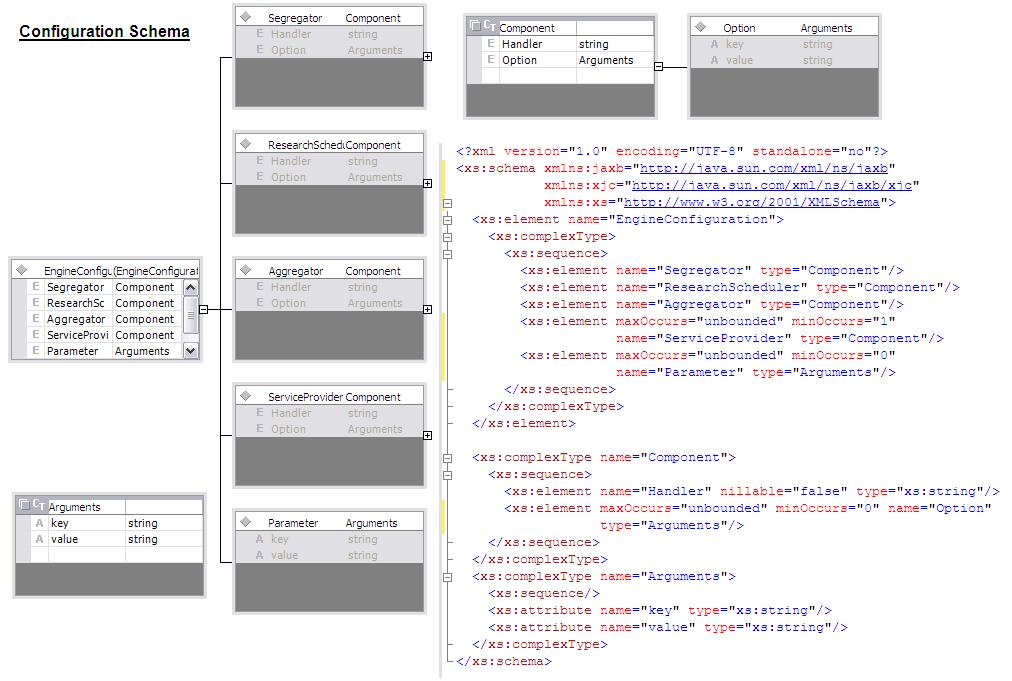 Configuration Schema
Segregator Component
E Handler string
E Option Arguments
ResearchSchedu Component
E Handler string
E Option Arguments
Aggregator Component
E Handler string
E Option Arguments
ServiceProvider Component
E Handler string
E Option Arguments
Parameter Arguments
A key string
A value string
EngineConfigu (EngineConfigurat
E Segregator Component
E ResearchSc Component
E Aggregator Component
E ServiceProvi Component
E Parameter Arguments
CT Arguments
A key string
A value string
CT Component
E Handler string
E Option Arguments
Option Arguments
A key string
A value string
<?xml version="1.0" encoding="UTF-8" standalone="no"?>
<xs:schema xmlns:jaxb="http://java.sun.com/xml/ns/jaxb"
xmlns:xjc="http://java.sun.com/xml/ns/jaxb/xjc"
xmlns:xs="http://www.w3.org/2001/XMLSchema">
<xs:element name="EngineConfiguration">
<xs:complexType>
<xs:sequence>
<xs:element name="Segregator" type="Component"/>
<xs:element name="ResearchScheduler" type="Component"/>
<xs:element name="Aggregator" type="Component"/>
<xs:element maxOccurs="unbounded" minOccurs="1"
name="ServiceProvider" type="Component"/>
<xs:element maxOccurs="unbounded" minOccurs="0"
name="Parameter" type="Arguments"/>
</xs:sequence>
</xs:complexType>
</xs:element>
<xs:complexType name="Component">
<xs:sequence>
<xs:element name="Handler" nillable="false" type="xs:string"/>
<xs:element maxOccurs="unbounded" minOccurs="0" name="Option"
type="Arguments"/>
</xs:sequence>
</xs:complexType>
<xs:complexType name="Arguments">
<xs:sequence/>
<xs:attribute name="key" type="xs:string"/>
<xs:attribute name="value" type="xs:string"/>
</xs:complexType>
</xs:schema>